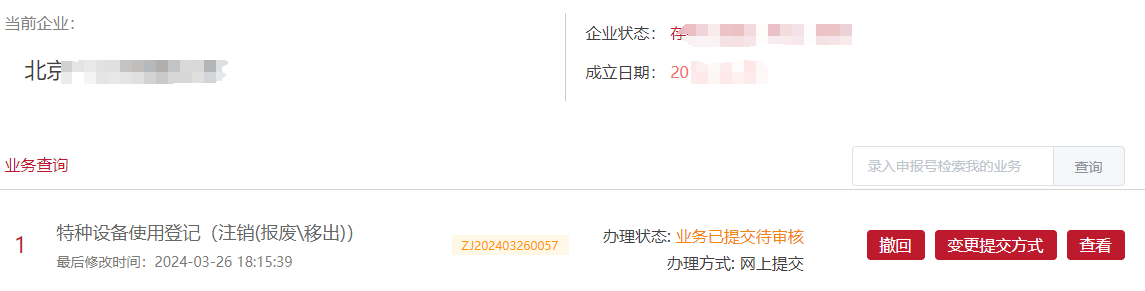 当前企业：
北京
企业状态：
成立日期： 20
业务查询
录入申报号检索我的业务 查询
1 特种设备使用登记（注销(报废\移出)） ZJ202403260057 办理状态: 业务已提交待审核 撤回 变更提交方式 查看
最后修改时间：2024-03-26 18:15:39 办理方式: 网上提交